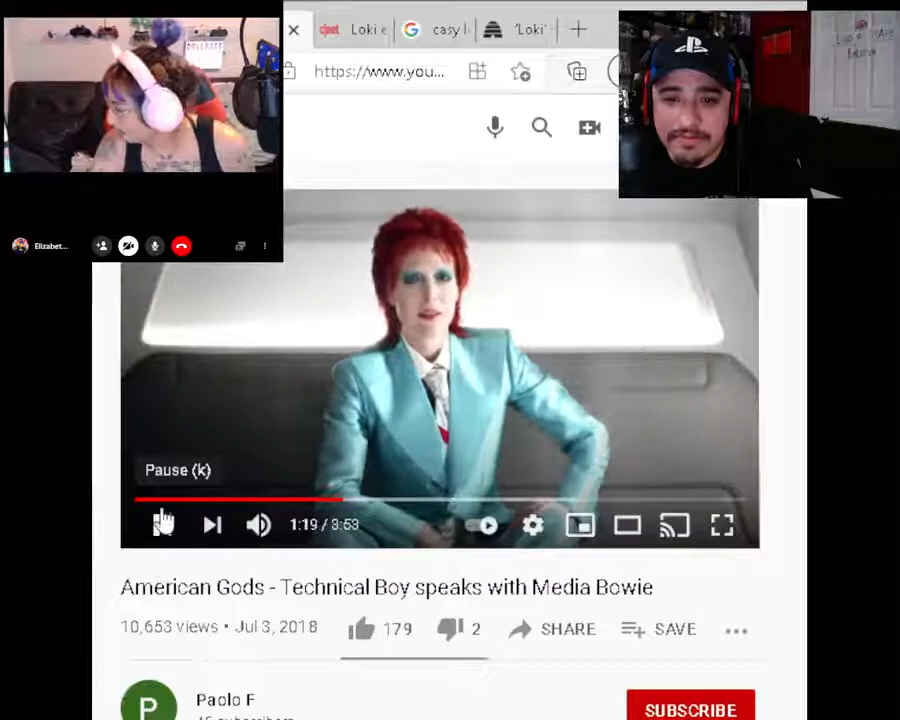 Loki e
casy l
'Loki'
https://www.you...
Elizabet...
Pause (k)
1:19 / 3:53
American Gods - Technical Boy speaks with Media Bowie
10,653 views • Jul 3, 2018
179
2
SHARE
SAVE
P
Paolo F
SUBSCRIBE